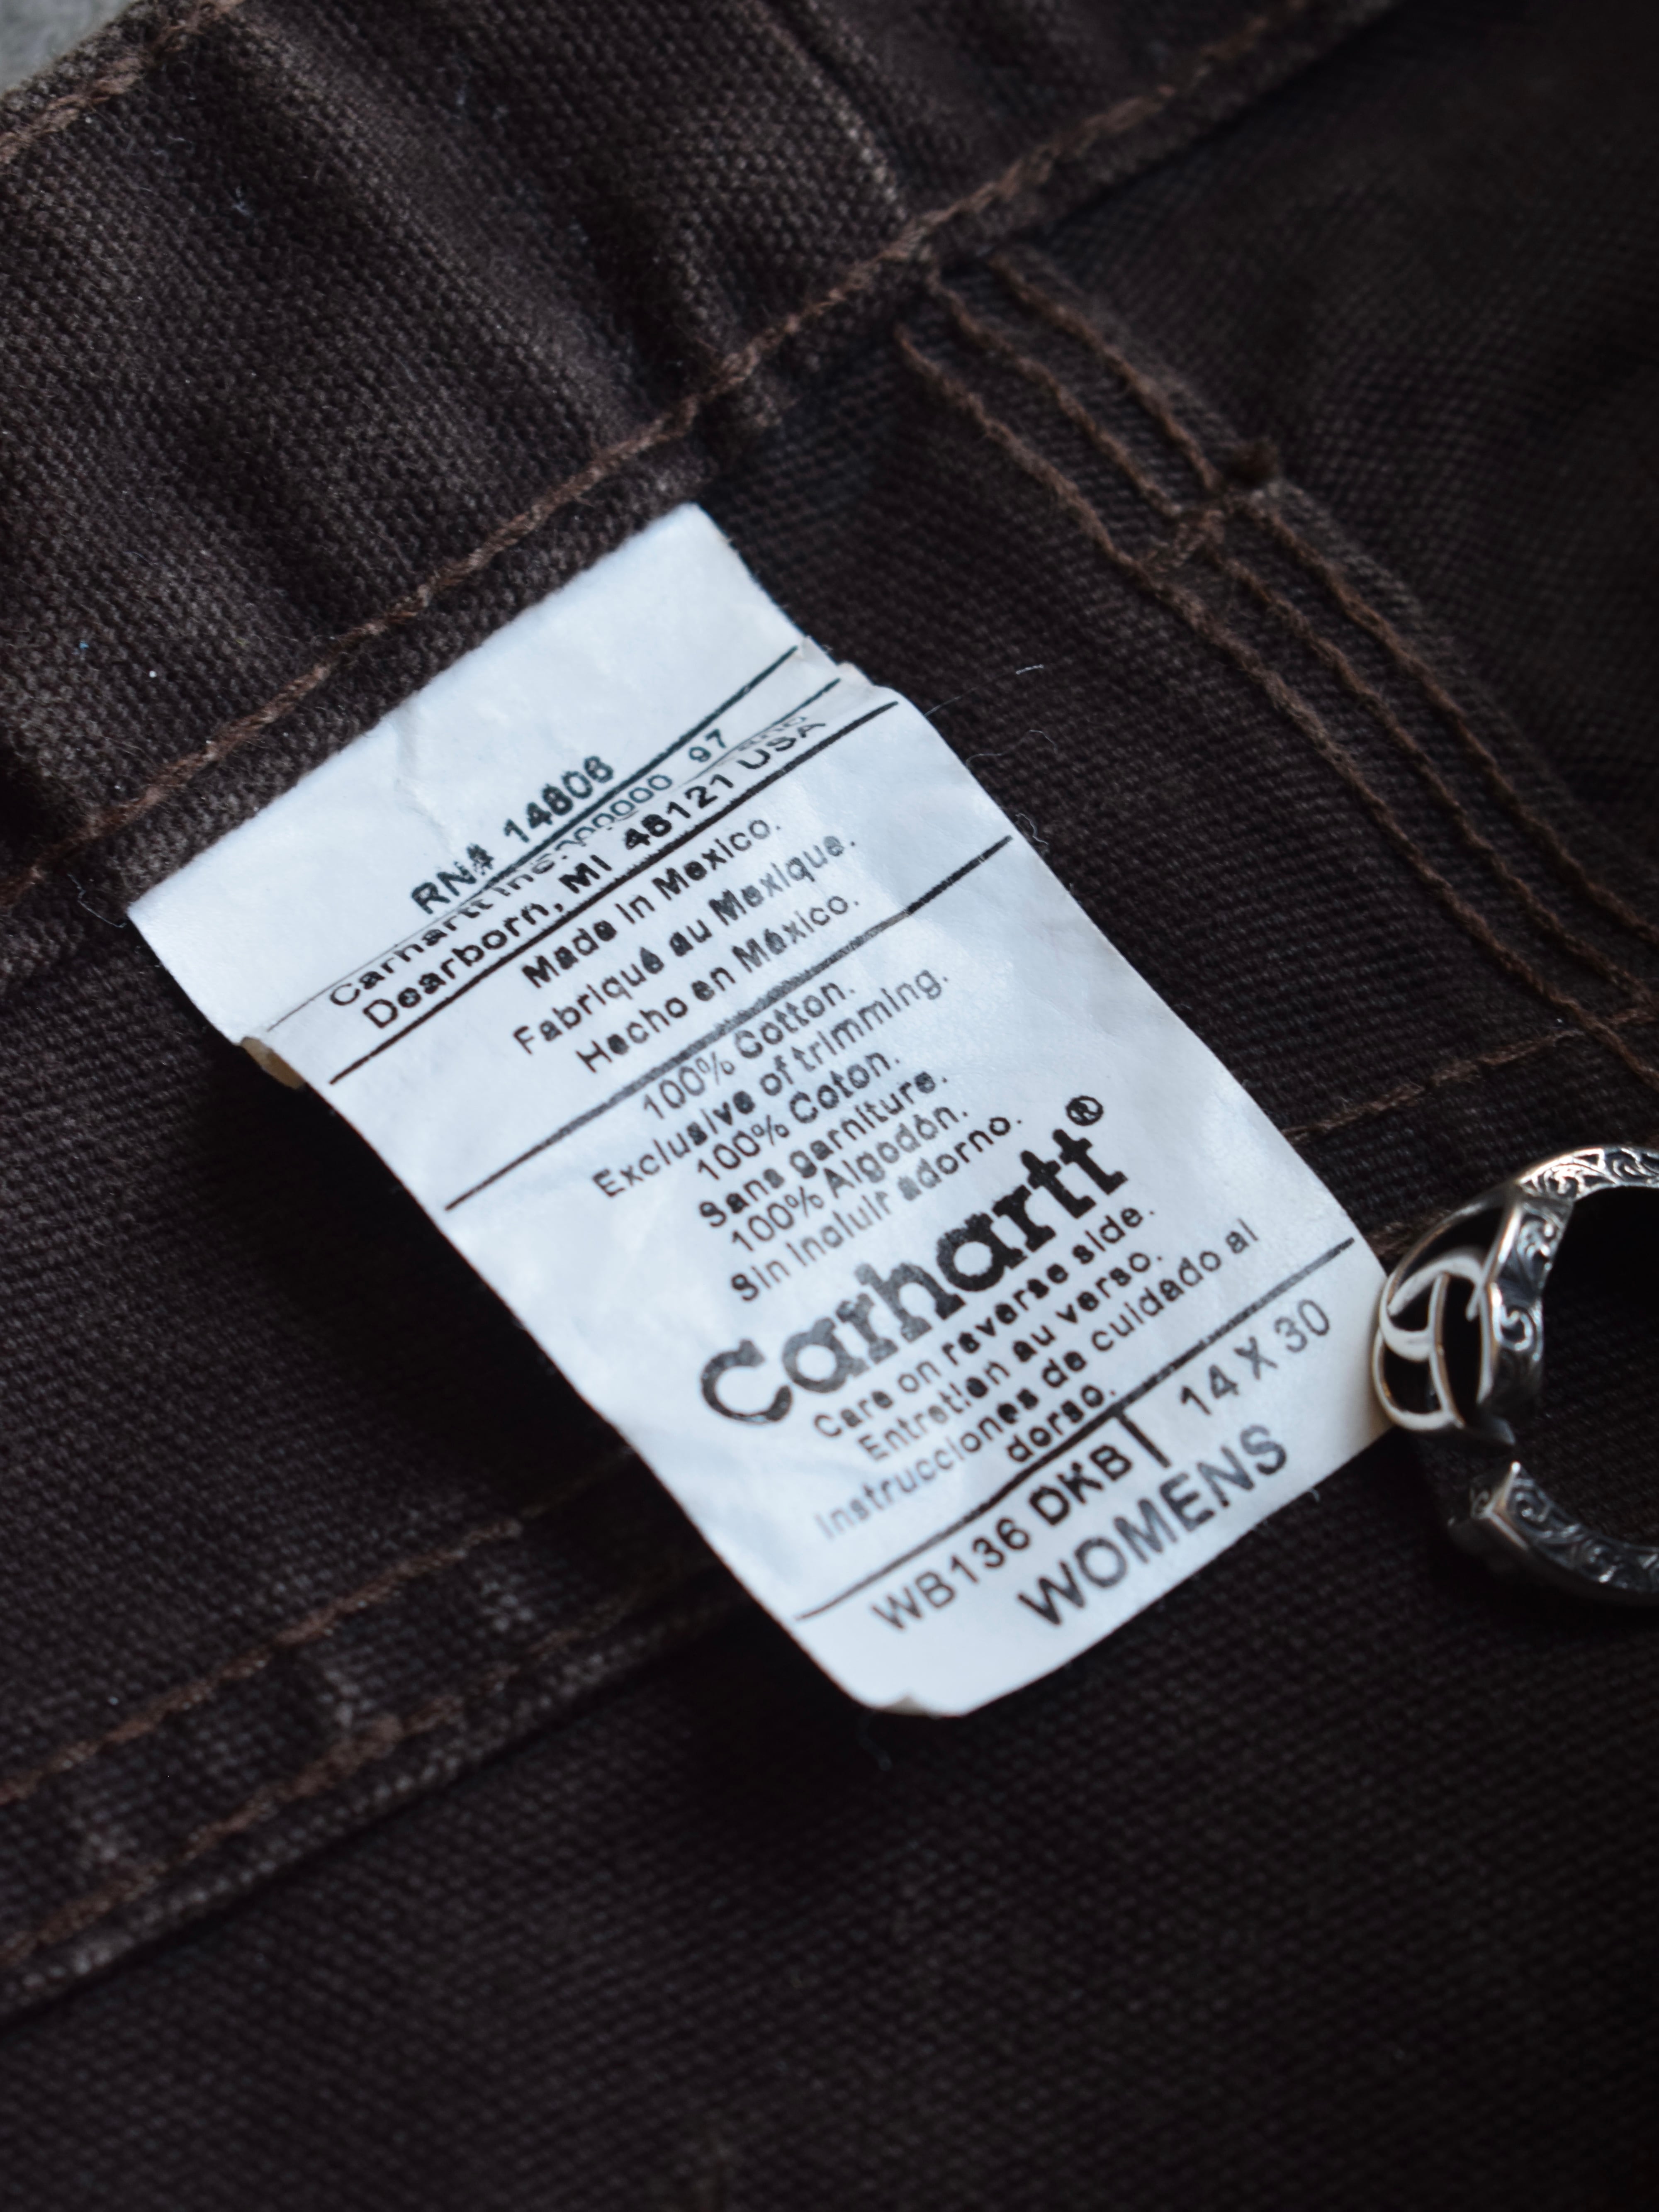 RN# 14806
Carhartt Inc. 97
Dearborn, MI 48121 USA
Made in Mexico.
Fabriqué au Mexique.
Hecho en México.
100% Cotton.
Exclusive of trimming.
100% Coton.
Sans garniture.
100% Algodón.
Sin incluir adorno.
Carhartt®
Care on reverse side.
Entretien au verso.
Instrucciones de cuidado al
dorso.
WB136 DKB | 14 X 30
WOMENS